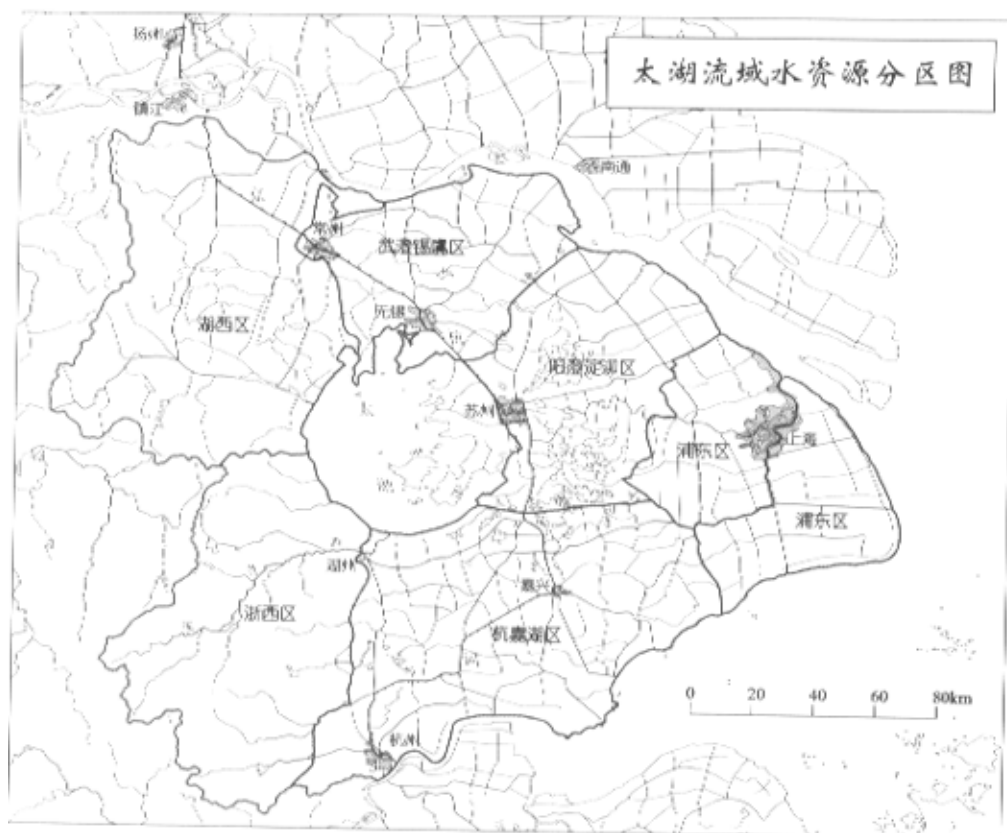 太湖流域水资源分区图
扬州
镇江
南通
常州
武澄锡虞区
无锡
湖西区
阳澄淀泖区
苏州
上海
浦东区
浦东区
湖州
嘉兴
浙西区
杭嘉湖区
杭州
0 20 40 60 80km